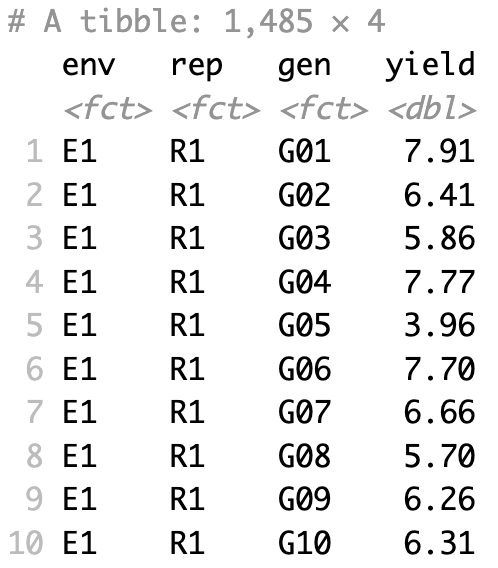 # A tibble: 1,485 × 4
env rep gen yield
<fct> <fct> <fct> <dbl>
1 E1 R1 G01 7.91
2 E1 R1 G02 6.41
3 E1 R1 G03 5.86
4 E1 R1 G04 7.77
5 E1 R1 G05 3.96
6 E1 R1 G06 7.70
7 E1 R1 G07 6.66
8 E1 R1 G08 5.70
9 E1 R1 G09 6.26
10 E1 R1 G10 6.31